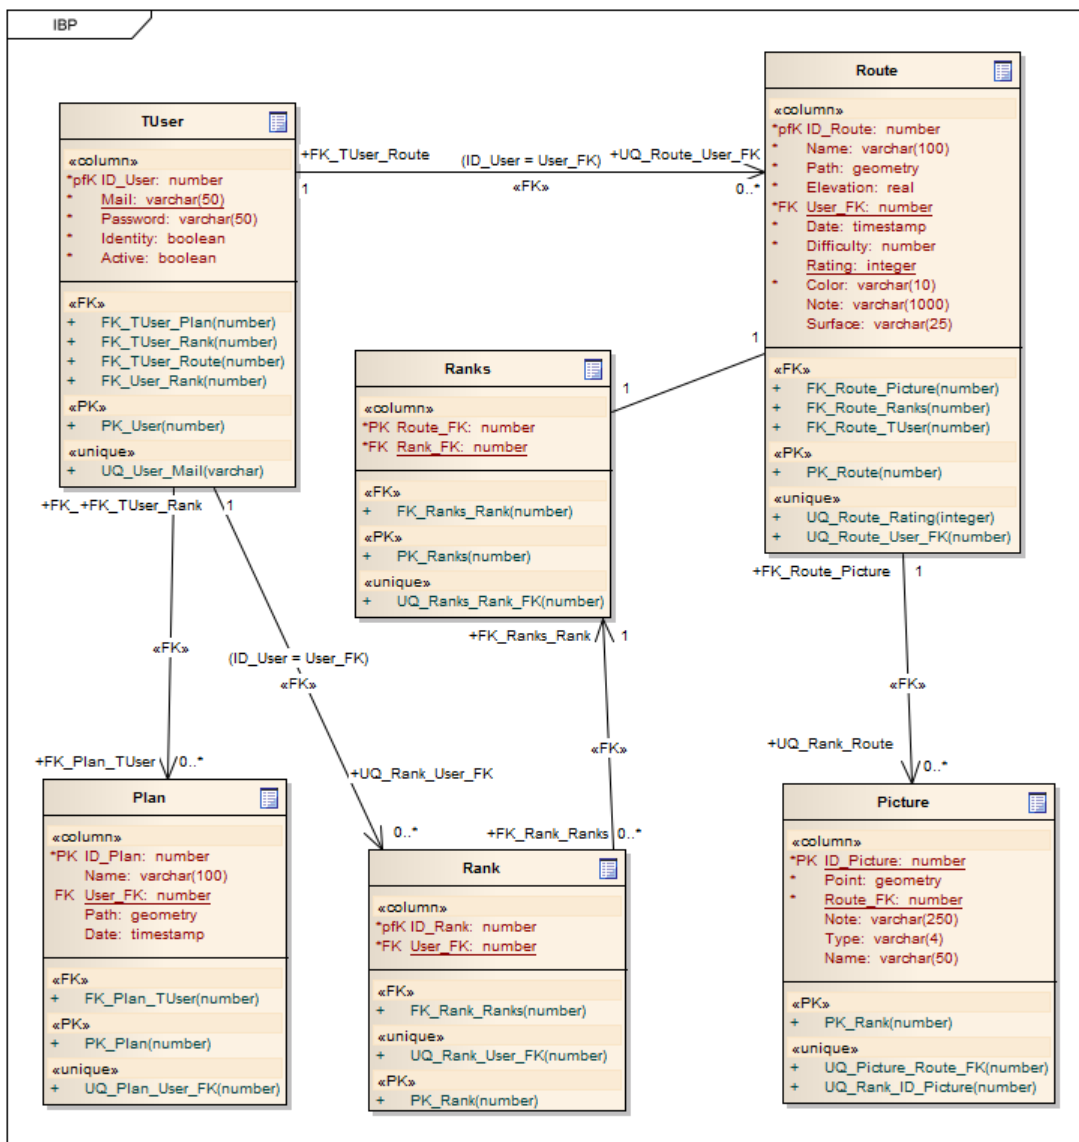 IBP
TUser
«column»
*pfK ID_User: number
* Mail: varchar(50)
* Password: varchar(50)
* Identity: boolean
* Active: boolean
«FK»
+ FK_TUser_Plan(number)
+ FK_TUser_Rank(number)
+ FK_TUser_Route(number)
+ FK_User_Rank(number)
«PK»
+ PK_User(number)
«unique»
+ UQ_User_Mail(varchar)
+FK_TUser_Route
1
(ID_User = User_FK)
«FK»
+UQ_Route_User_FK
0..*
Route
«column»
*pfK ID_Route: number
* Name: varchar(100)
* Path: geometry
* Elevation: real
*FK User_FK: number
* Date: timestamp
* Difficulty: number
Rating: integer
* Color: varchar(10)
Note: varchar(1000)
Surface: varchar(25)
«FK»
+ FK_Route_Picture(number)
+ FK_Route_Ranks(number)
+ FK_Route_TUser(number)
«PK»
+ PK_Route(number)
«unique»
+ UQ_Route_Rating(integer)
+ UQ_Route_User_FK(number)
1
1
Ranks
«column»
*PK Route_FK: number
*FK Rank_FK: number
«FK»
+ FK_Ranks_Rank(number)
«PK»
+ PK_Ranks(number)
«unique»
+ UQ_Ranks_Rank_FK(number)
+FK_+FK_TUser_Rank
1
«FK»
+FK_Plan_TUser
0..*
(ID_User = User_FK)
«FK»
+UQ_Rank_User_FK
0..*
+FK_Ranks_Rank
1
«FK»
+FK_Rank_Ranks
0..*
+FK_Route_Picture
1
«FK»
+UQ_Rank_Route
0..*
Plan
«column»
*PK ID_Plan: number
Name: varchar(100)
FK User_FK: number
Path: geometry
Date: timestamp
«FK»
+ FK_Plan_TUser(number)
«PK»
+ PK_Plan(number)
«unique»
+ UQ_Plan_User_FK(number)
Rank
«column»
*pfK ID_Rank: number
*FK User_FK: number
«FK»
+ FK_Rank_Ranks(number)
«unique»
+ UQ_Rank_User_FK(number)
«PK»
+ PK_Rank(number)
Picture
«column»
*PK ID_Picture: number
* Point: geometry
* Route_FK: number
Note: varchar(250)
Type: varchar(4)
Name: varchar(50)
«PK»
+ PK_Rank(number)
«unique»
+ UQ_Picture_Route_FK(number)
+ UQ_Rank_ID_Picture(number)